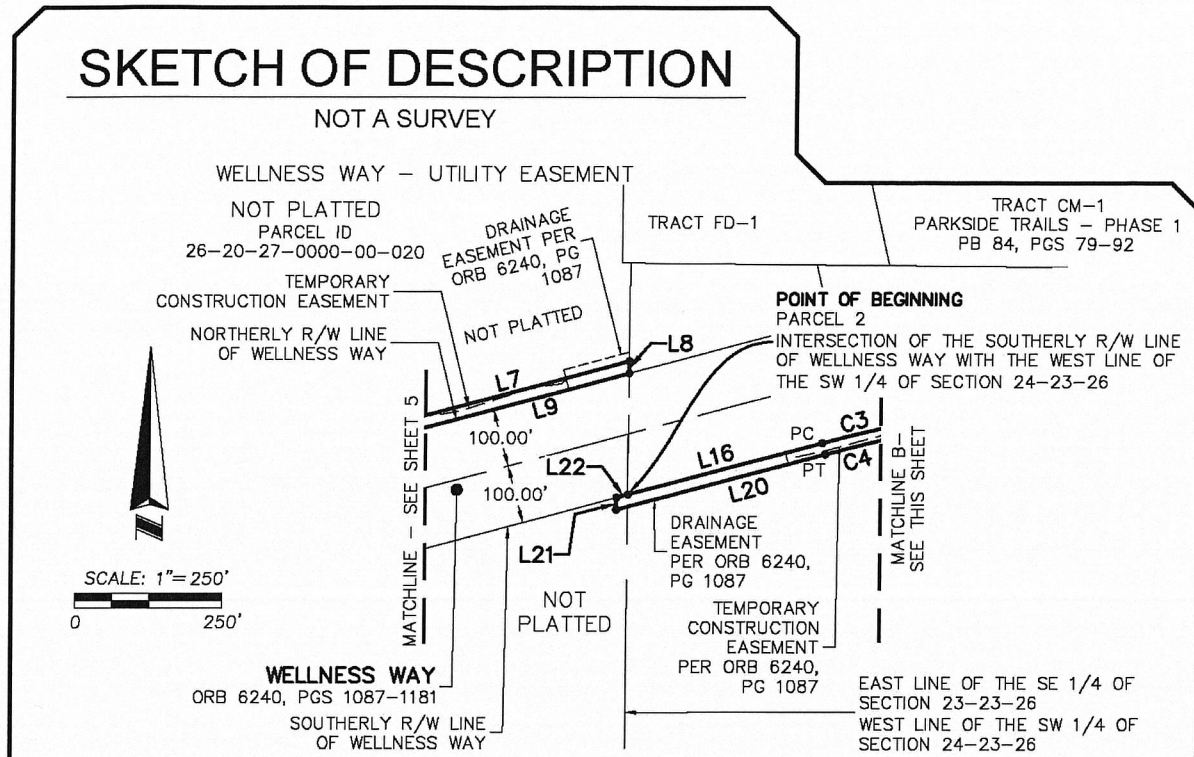 SKETCH OF DESCRIPTION
NOT A SURVEY
WELLNESS WAY - UTILITY EASEMENT
NOT PLATTED
PARCEL ID
26-20-27-0000-00-020
TEMPORARY
CONSTRUCTION EASEMENT
NORTHERLY R/W LINE
OF WELLNESS WAY
DRAINAGE
EASEMENT PER
ORB 6240, PG
1087
NOT PLATTED
TRACT FD-1
TRACT CM-1
PARKSIDE TRAILS - PHASE 1
PB 84, PGS 79-92
POINT OF BEGINNING
PARCEL 2
INTERSECTION OF THE SOUTHERLY R/W LINE
OF WELLNESS WAY WITH THE WEST LINE OF
THE SW 1/4 OF SECTION 24-23-26
L8
L7
L9
MATCHLINE - SEE SHEET 5
100.00'
100.00'
L22
L16
PC
C3
L20
PT
C4
L21
MATCHLINE B-
SEE THIS SHEET
N
SCALE: 1"= 250'
0
250'
DRAINAGE
EASEMENT
PER ORB 6240,
PG 1087
NOT
PLATTED
TEMPORARY
CONSTRUCTION
EASEMENT
PER ORB 6240,
PG 1087
WELLNESS WAY
ORB 6240, PGS 1087-1181
SOUTHERLY R/W LINE
OF WELLNESS WAY
EAST LINE OF THE SE 1/4 OF
SECTION 23-23-26
WEST LINE OF THE SW 1/4 OF
SECTION 24-23-26